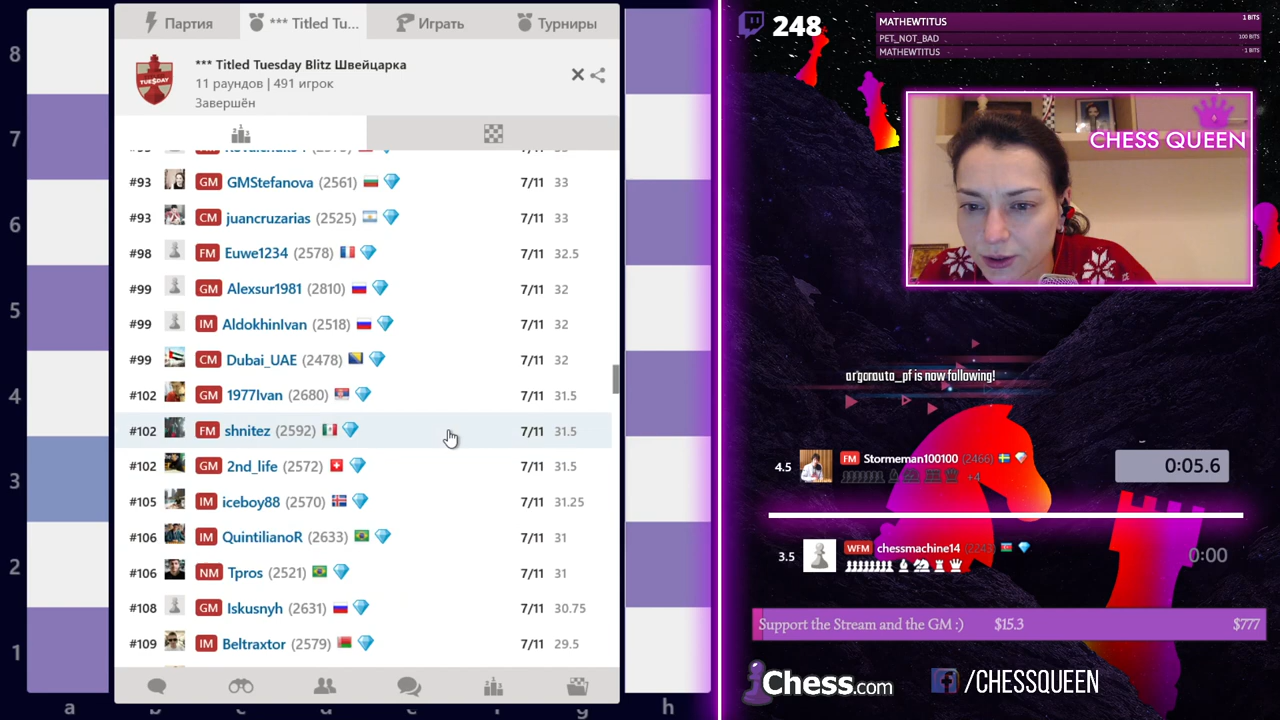 Партия
*** Titled Tu...
Играть
Турниры
*** Titled Tuesday Blitz Швейцарка
11 раундов | 491 игрок
Завершён
#93 GM GMStefanova (2561) 7/11 33
#93 CM juancruzarias (2525) 7/11 33
#98 FM Euwe1234 (2578) 7/11 32.5
#99 GM Alexsur1981 (2810) 7/11 32
#99 IM AldokhinIvan (2518) 7/11 32
#99 CM Dubai_UAE (2478) 7/11 32
#102 GM 1977Ivan (2680) 7/11 31.5
#102 FM shnitez (2592) 7/11 31.5
#102 GM 2nd_life (2572) 7/11 31.5
#105 IM iceboy88 (2570) 7/11 31.25
#106 IM QuintilianoR (2633) 7/11 31
#106 NM Tpros (2521) 7/11 31
#108 GM Iskusnyh (2631) 7/11 30.75
#109 IM Beltraxtor (2579) 7/11 29.5
8
7
6
5
4
3
2
1
a
h
248
MATHEWTITUS 1 BITS
PET_NOT_BAD 100 BITS
MATHEWTITUS 1 BITS
CHESS QUEEN
argonauta_pf is now following!
4.5 FM Stormeman100100 (2466) 0:05.6
+4
3.5 WFM chessmachine14 (2243) 0:00
Support the Stream and the GM :) $15.3 $777
Chess.com
/CHESSQUEEN